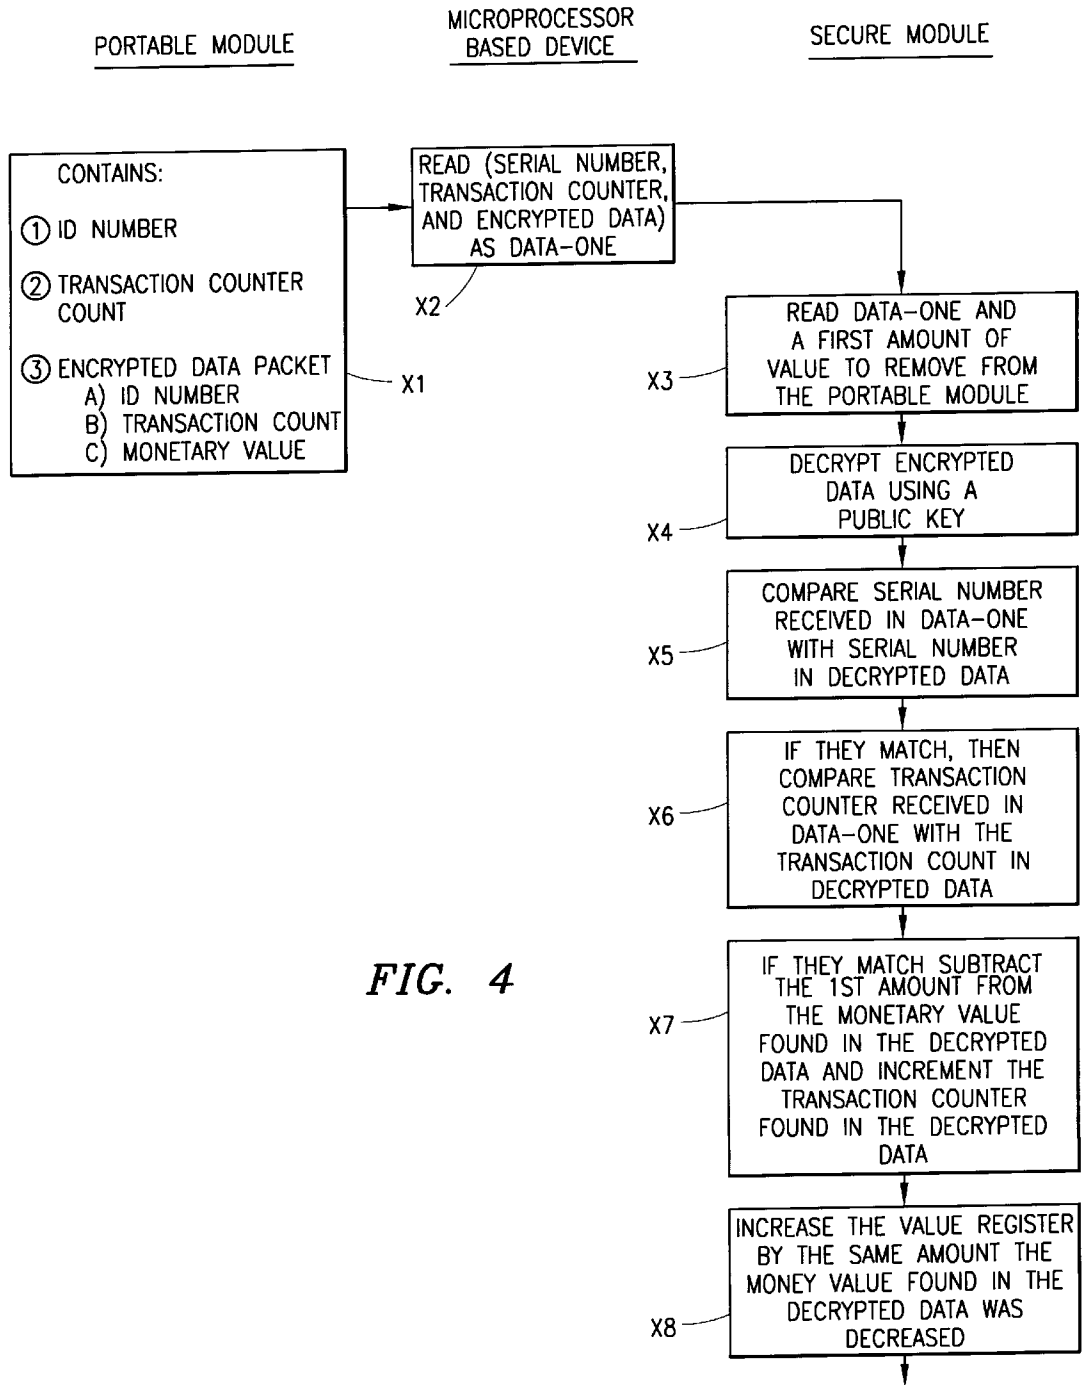 PORTABLE MODULE
MICROPROCESSOR
BASED DEVICE
SECURE MODULE
CONTAINS:
① ID NUMBER
② TRANSACTION COUNTER
COUNT
③ ENCRYPTED DATA PACKET
A) ID NUMBER
B) TRANSACTION COUNT
C) MONETARY VALUE
X1
READ (SERIAL NUMBER,
TRANSACTION COUNTER,
AND ENCRYPTED DATA)
AS DATA-ONE
X2
READ DATA-ONE AND
A FIRST AMOUNT OF
VALUE TO REMOVE FROM
THE PORTABLE MODULE
X3
DECRYPT ENCRYPTED
DATA USING A
PUBLIC KEY
X4
COMPARE SERIAL NUMBER
RECEIVED IN DATA-ONE
WITH SERIAL NUMBER
IN DECRYPTED DATA
X5
IF THEY MATCH, THEN
COMPARE TRANSACTION
COUNTER RECEIVED IN
DATA-ONE WITH THE
TRANSACTION COUNT IN
DECRYPTED DATA
X6
IF THEY MATCH SUBTRACT
THE 1ST AMOUNT FROM
THE MONETARY VALUE
FOUND IN THE DECRYPTED
DATA AND INCREMENT THE
TRANSACTION COUNTER
FOUND IN THE DECRYPTED
DATA
X7
INCREASE THE VALUE REGISTER
BY THE SAME AMOUNT THE
MONEY VALUE FOUND IN THE
DECRYPTED DATA WAS
DECREASED
X8
FIG. 4